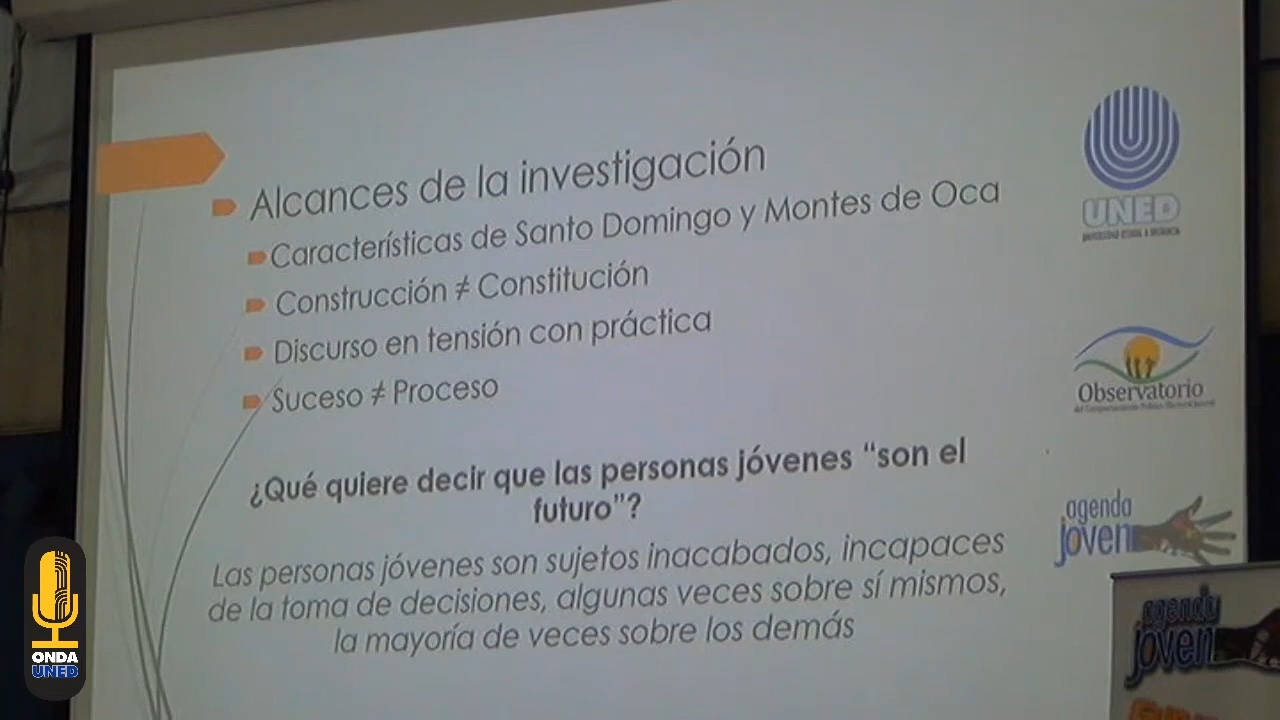 Alcances de la investigación
Características de Santo Domingo y Montes de Oca
Construcción ≠ Constitución
Discurso en tensión con práctica
Suceso ≠ Proceso
¿Qué quiere decir que las personas jóvenes “son el
futuro”?
Las personas jóvenes son sujetos inacabados, incapaces
de la toma de decisiones, algunas veces sobre sí mismos,
la mayoría de veces sobre los demás
UNED
Observatorio
agenda
joven
agenda
joven
ONDA
UNED